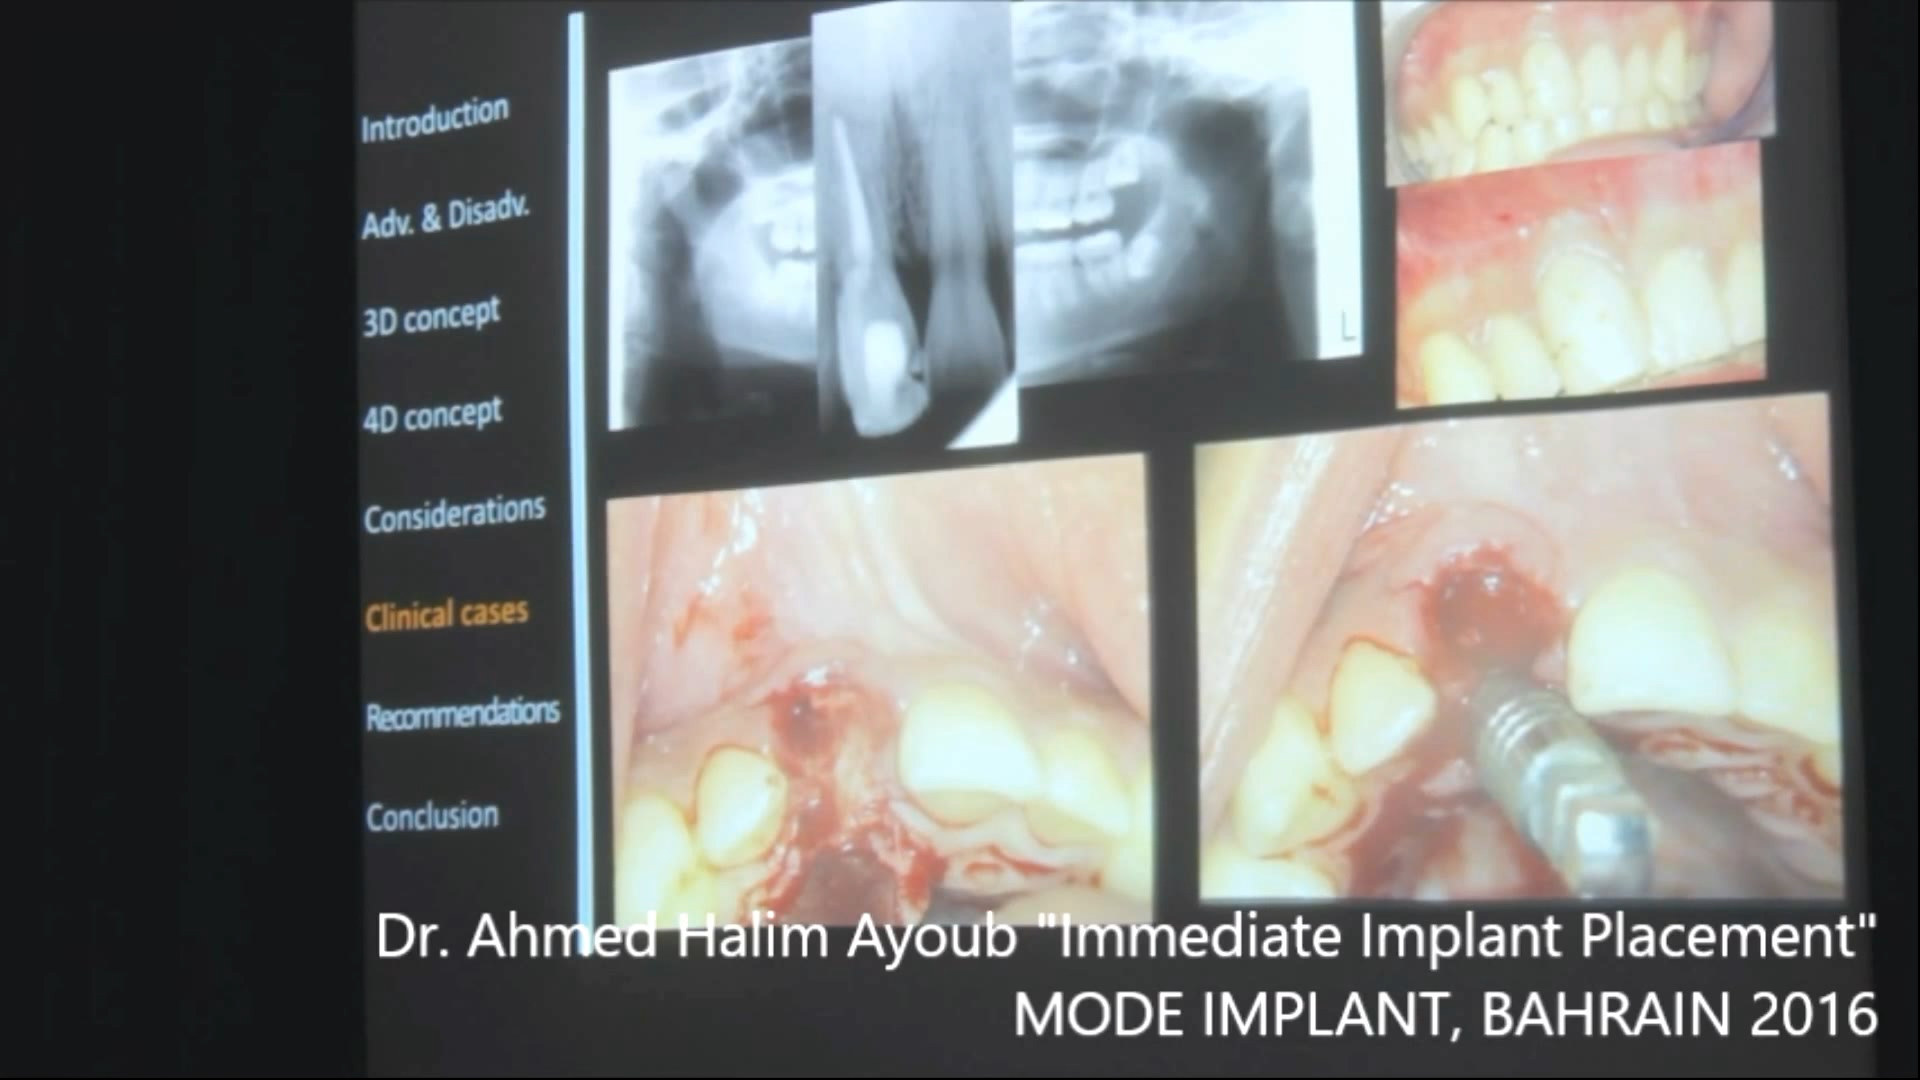 Introduction
Adv. & Disadv.
3D concept
4D concept
Considerations
Clinical cases
Recommendations
Conclusion
L
Dr. Ahmed Halim Ayoub "Immediate Implant Placement"
MODE IMPLANT, BAHRAIN 2016